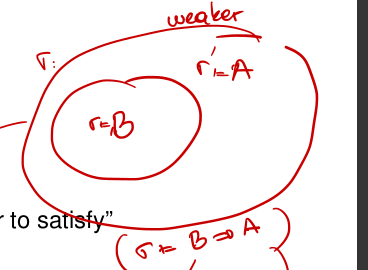 weaker
σ:
σ ⊨ A
σ ⊨ B
r to satisfy”
(σ ⊨ B ⇒ A)